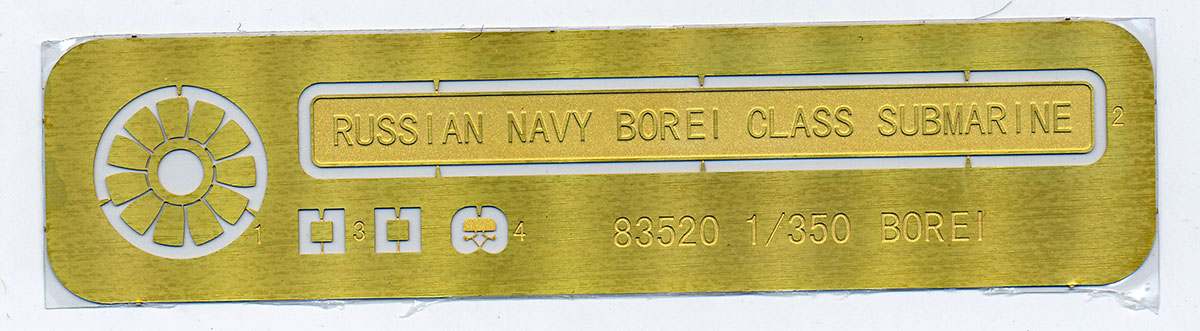 RUSSIAN NAVY BOREI CLASS SUBMARINE
2
1
3
4
83520 1/350 BOREI